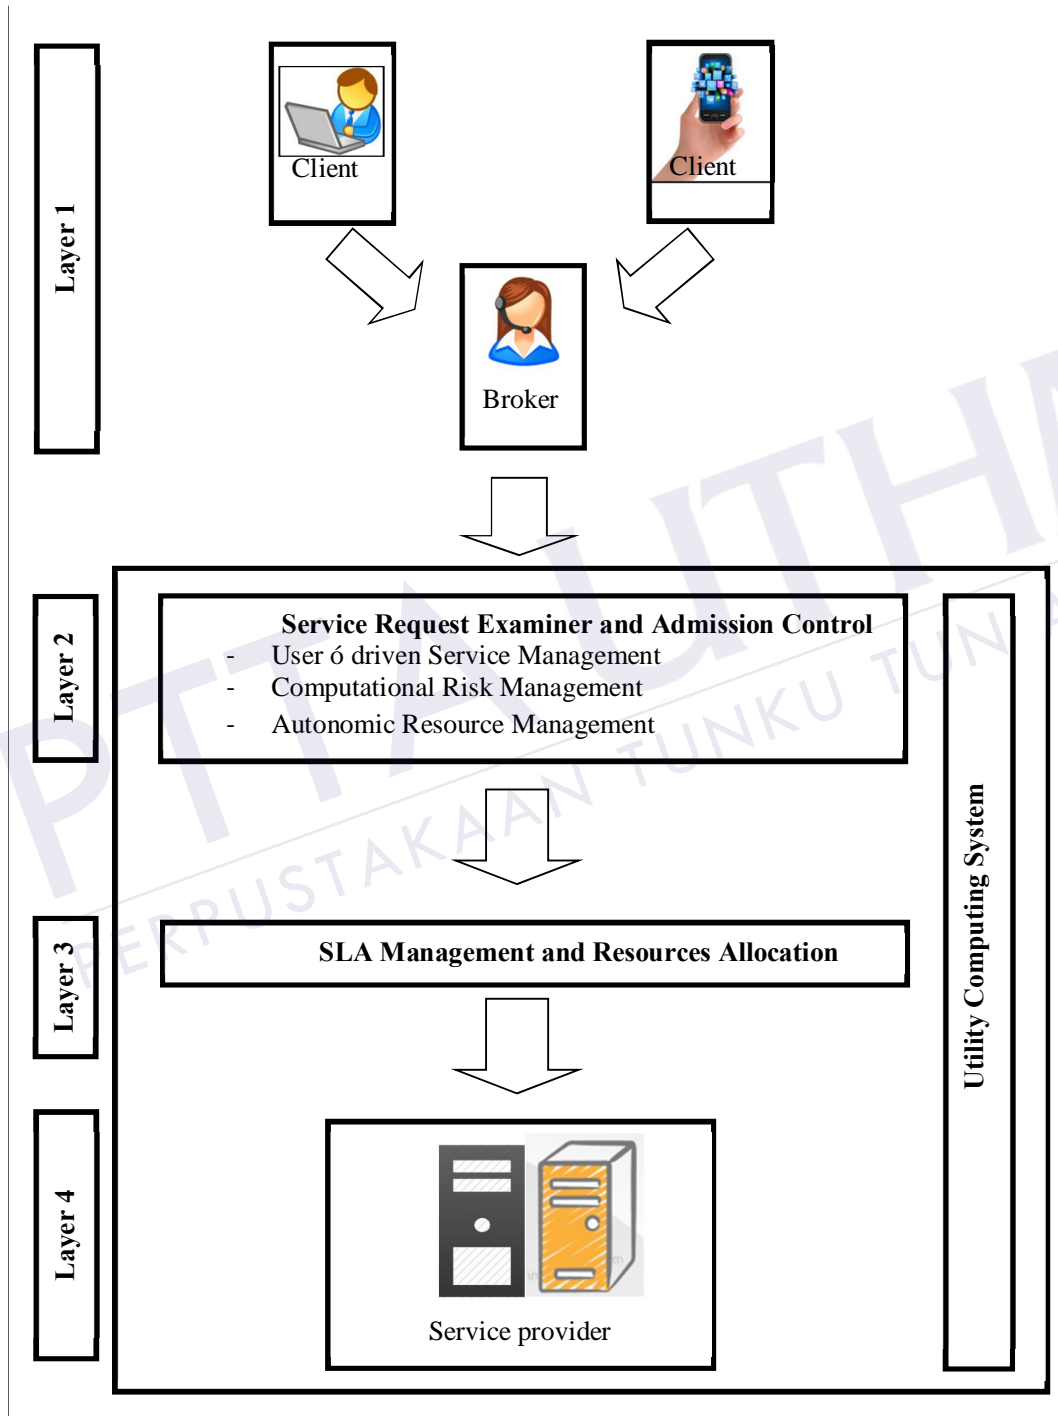 Layer 1
Client
Client
Broker
Layer 2
Service Request Examiner and Admission Control
- User ó driven Service Management
- Computational Risk Management
- Autonomic Resource Management
Layer 3
SLA Management and Resources Allocation
Utility Computing System
Layer 4
Service provider
PTTA UTHM
PERPUSTAKAAN TUNKU TUN A